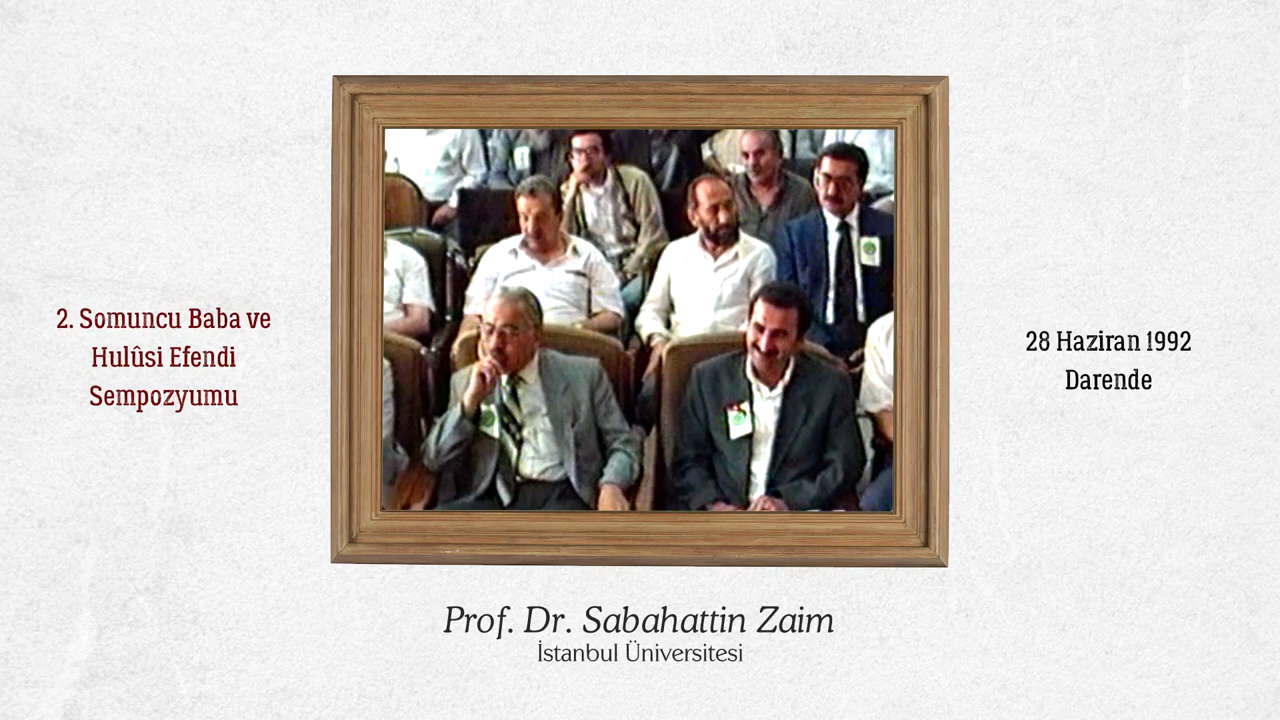 2. Somuncu Baba ve
Hulûsi Efendi
Sempozyumu
28 Haziran 1992
Darende
Prof. Dr. Sabahattin Zaim
İstanbul Üniversitesi